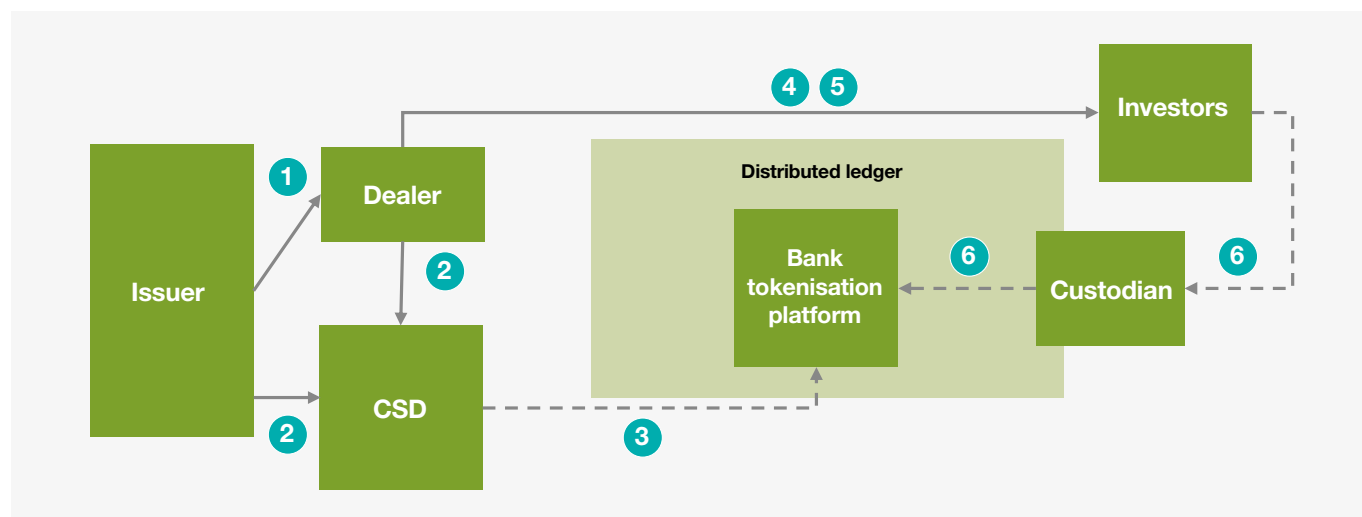 4 5
Investors
Distributed ledger
1
Dealer
2
Issuer
Bank
tokenisation
platform
6
Custodian
6
CSD
2
3